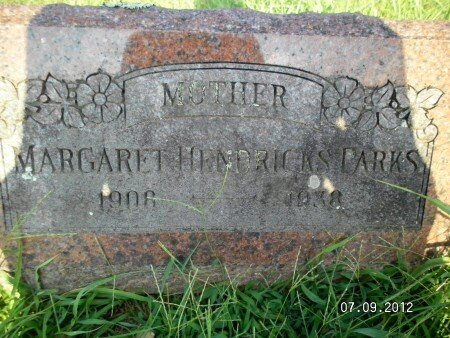 MOTHER
MARGARET HENDRICKS PARKS
1906 1938
07.09.2012